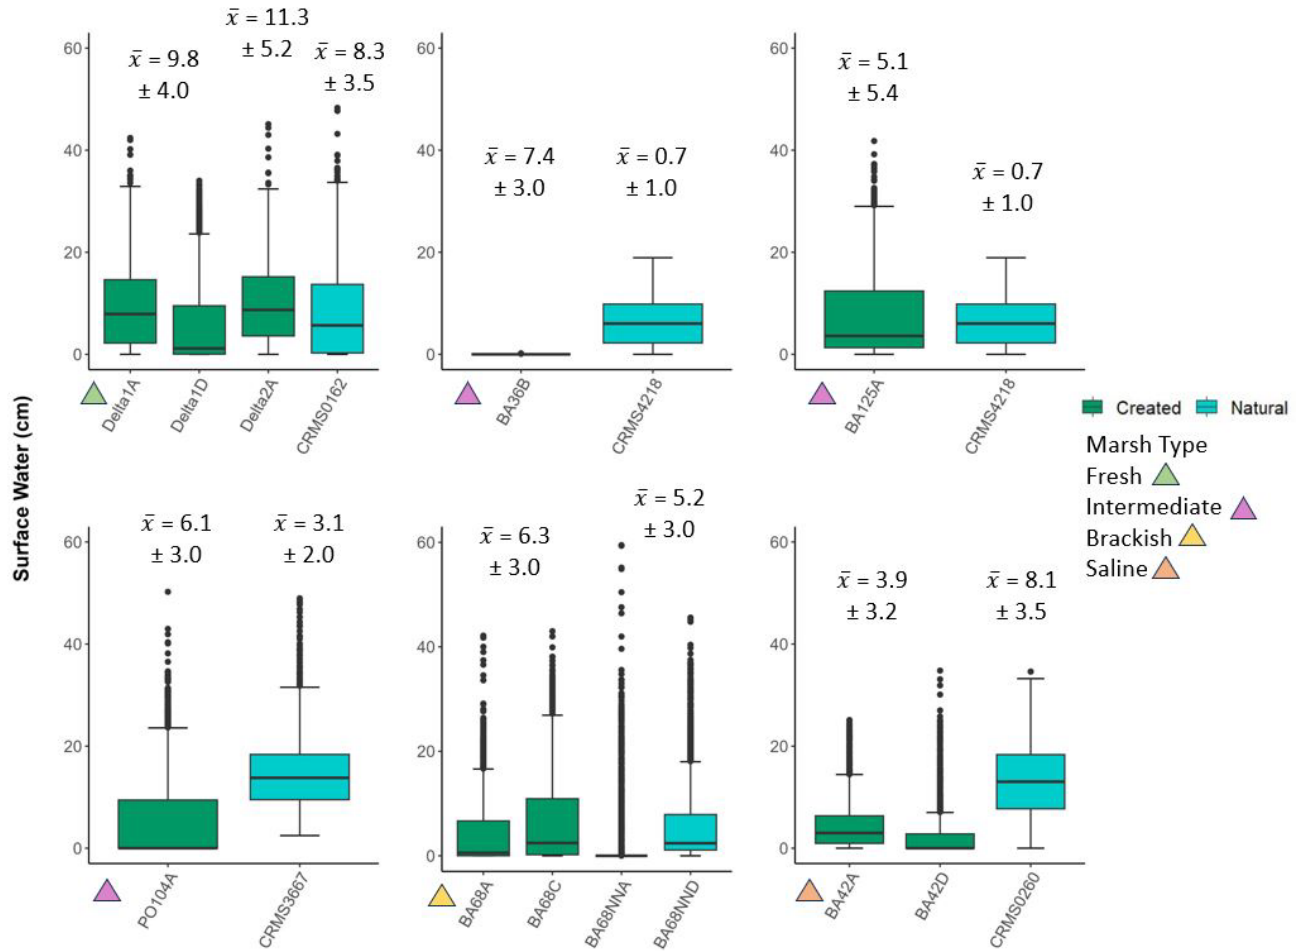 Surface Water (cm)
x̄ = 9.8
± 4.0
x̄ = 11.3
± 5.2
x̄ = 8.3
± 3.5
60
40
20
0
Delta1A
Delta1D
Delta2A
CRMS0162
x̄ = 7.4
± 3.0
x̄ = 0.7
± 1.0
60
40
20
0
BA36B
CRMS4218
x̄ = 5.1
± 5.4
x̄ = 0.7
± 1.0
60
40
20
0
BA125A
CRMS4218
Created Natural
Marsh Type
Fresh
Intermediate
Brackish
Saline
x̄ = 6.1
± 3.0
x̄ = 3.1
± 2.0
60
40
20
0
PO104A
CRMS3667
x̄ = 6.3
± 3.0
x̄ = 5.2
± 3.0
60
40
20
0
BA68A
BA68C
BA68NNA
BA68NND
x̄ = 3.9
± 3.2
x̄ = 8.1
± 3.5
60
40
20
0
BA42A
BA42D
CRMS0260